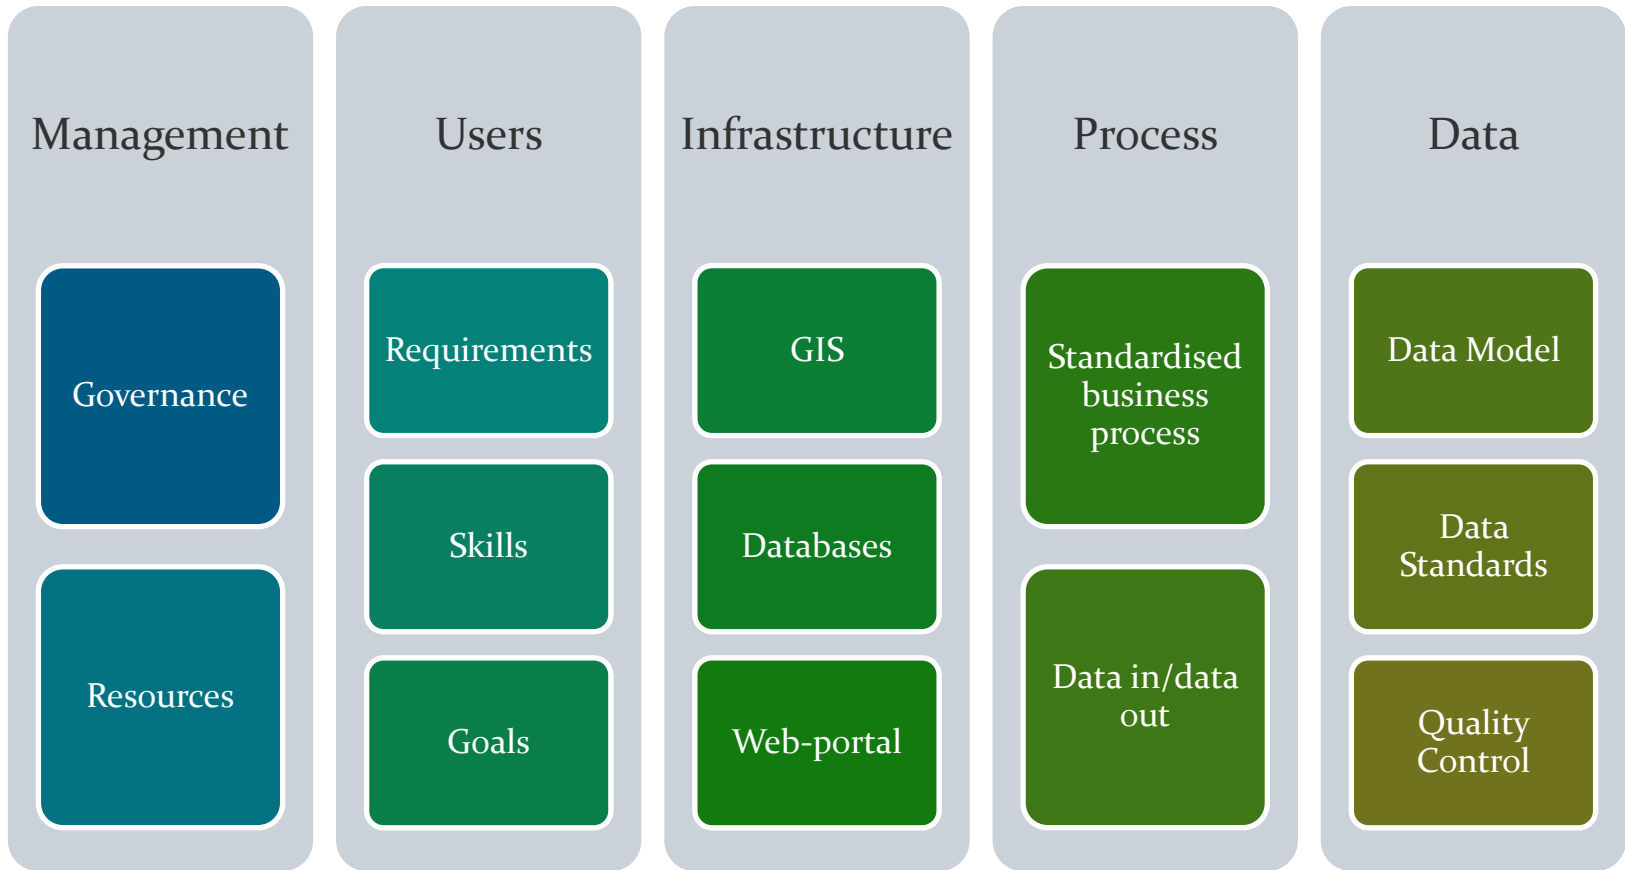 Management
Governance
Resources
Users
Requirements
Skills
Goals
Infrastructure
GIS
Databases
Web-portal
Process
Standardised
business
process
Data in/data
out
Data
Data Model
Data
Standards
Quality
Control